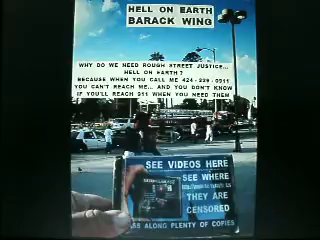 HELL ON EARTH
BARACK WING
WHY DO WE NEED ROUGH STREET JUSTICE...
HELL ON EARTH?
BECAUSE WHEN YOU CALL ME 424-229-0911
YOU CAN'T REACH ME... AND YOU DON'T KNOW
IF YOU'LL REACH 911 WHEN YOU NEED THEM
SEE VIDEOS HERE
SEE WHERE
THEY ARE
CENSORED
PASS ALONG PLENTY OF COPIES